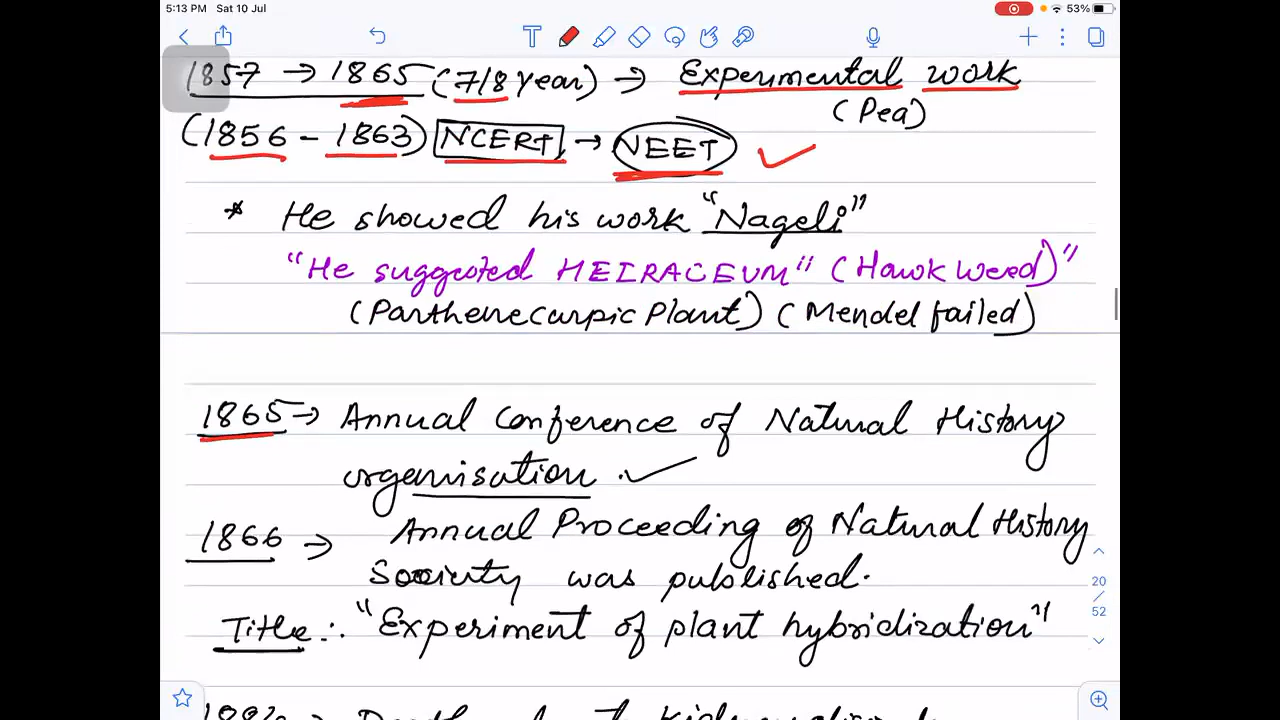 5:13 PM Sat 10 Jul 53%
1857 → 1865 (7/8 year) → Experimental work
(Pea)
(1856 - 1863) NCERT → NEET ✓
* He showed his work "Nageli"
"He suggested HEIRACEUM" (Hawk Weed)"
(Parthenecarpic Plant) (Mendel failed)
1865 → Annual Conference of Natural History
organisation. ✓
1866 → Annual Proceeding of Natural History
Society was published.
20
/
52
Title:. "Experiment of plant hybridization"